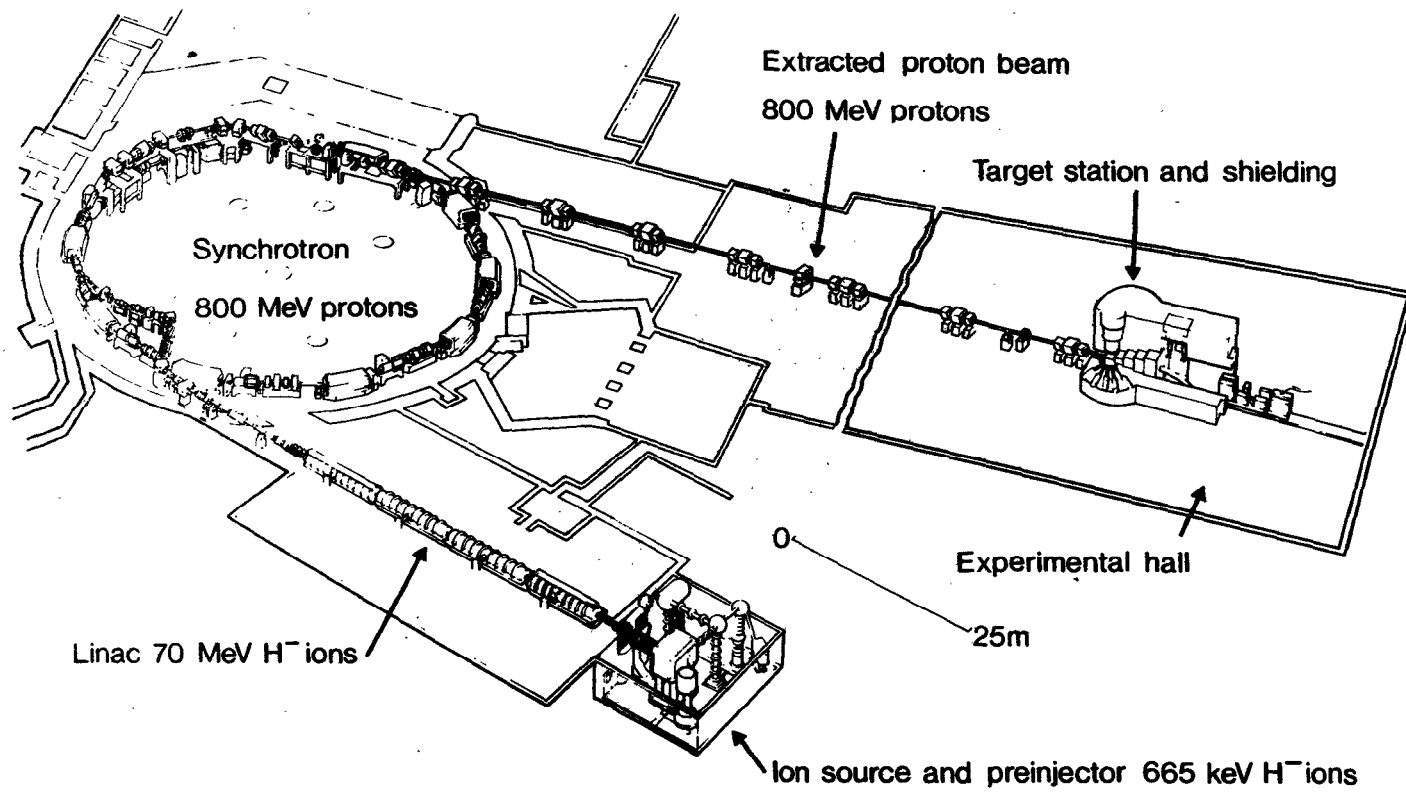 Extracted proton beam
800 MeV protons
Target station and shielding
Synchrotron
800 MeV protons
0
25m
Experimental hall
Linac 70 MeV H⁻ ions
Ion source and preinjector 665 keV H⁻ ions